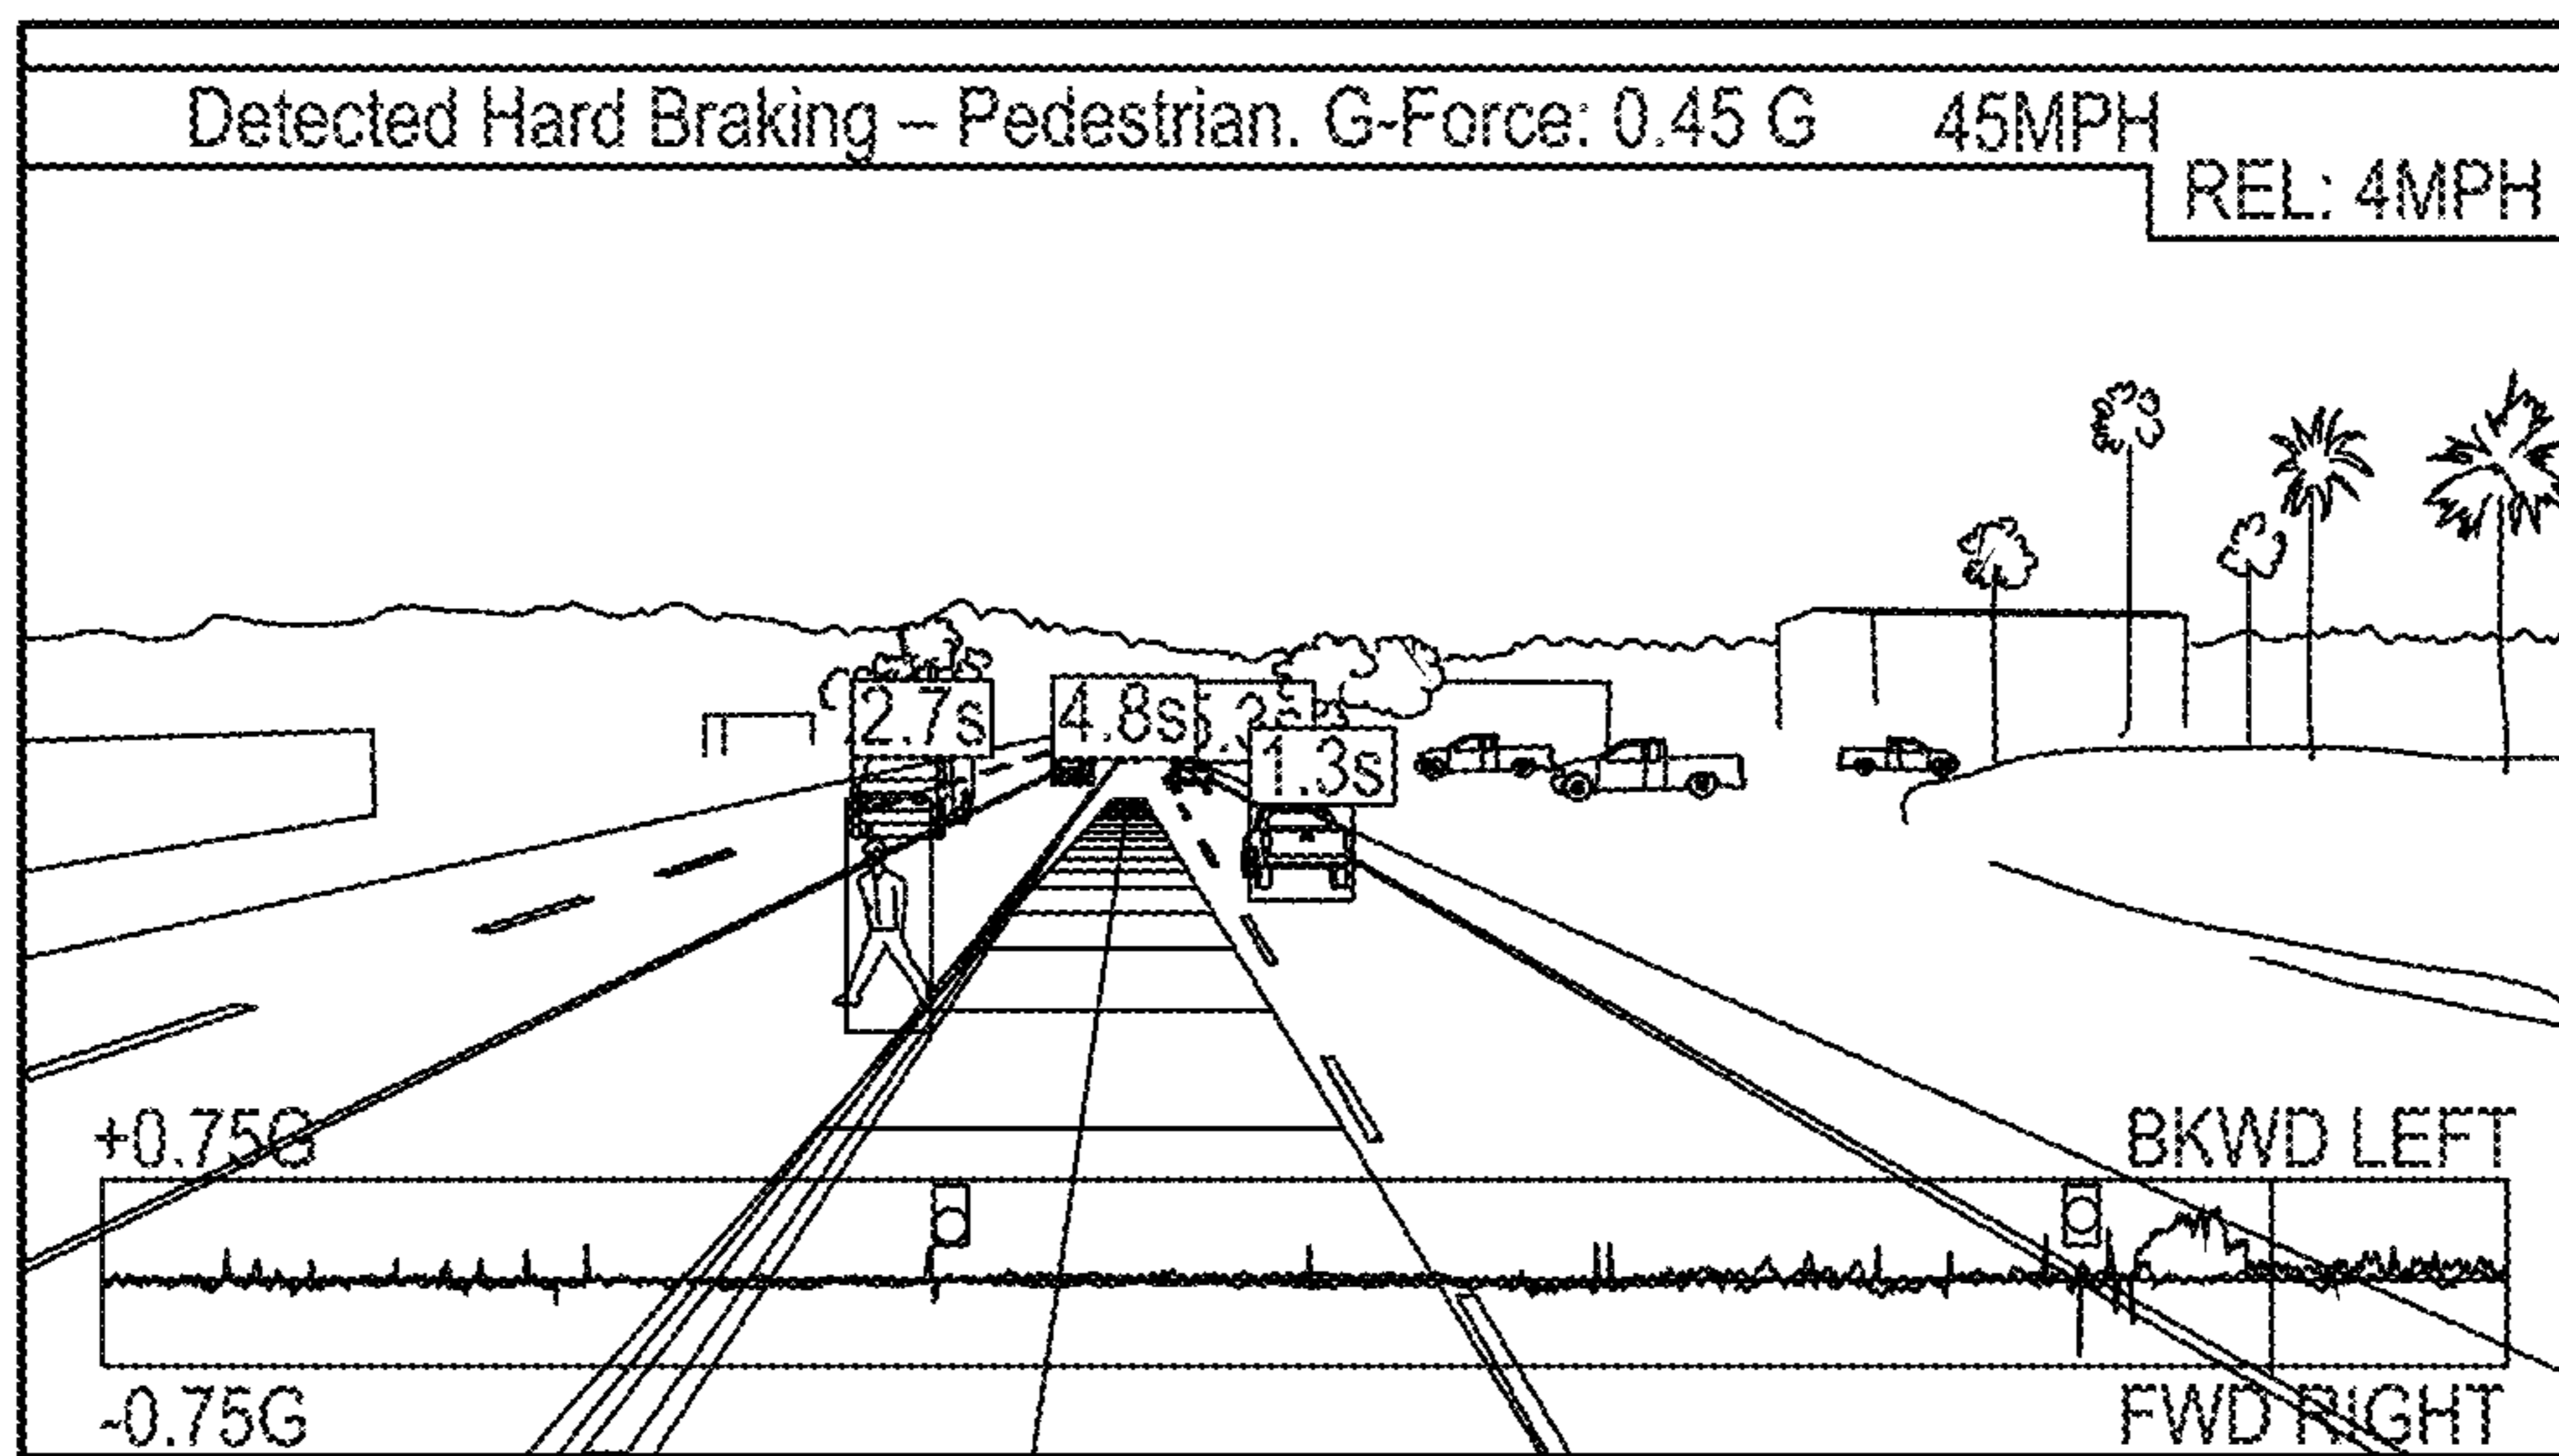 Detected Hard Braking – Pedestrian. G-Force: 0.45 G 45MPH
REL: 4MPH
2.7s 4.8s
1.3s
+0.75G BKWD LEFT
-0.75G FWD RIGHT